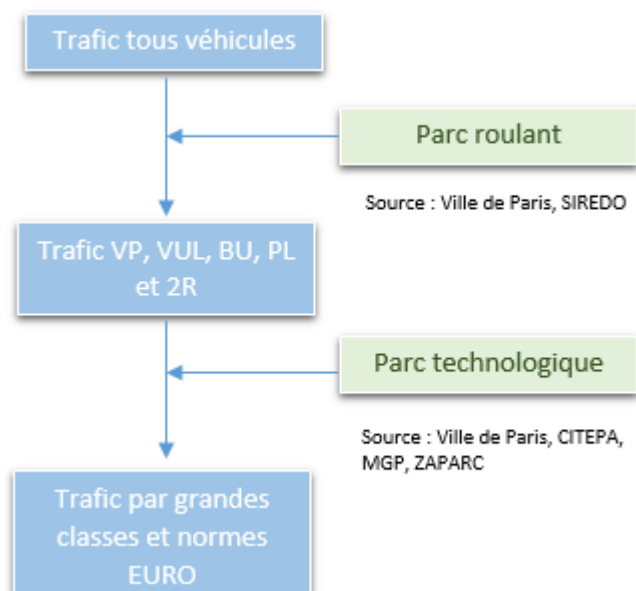 Trafic tous véhicules
Parc roulant
Source : Ville de Paris, SIREDO
Trafic VP, VUL, BU, PL
et 2R
Parc technologique
Source : Ville de Paris, CITEPA,
MGP, ZAPARC
Trafic par grandes
classes et normes
EURO